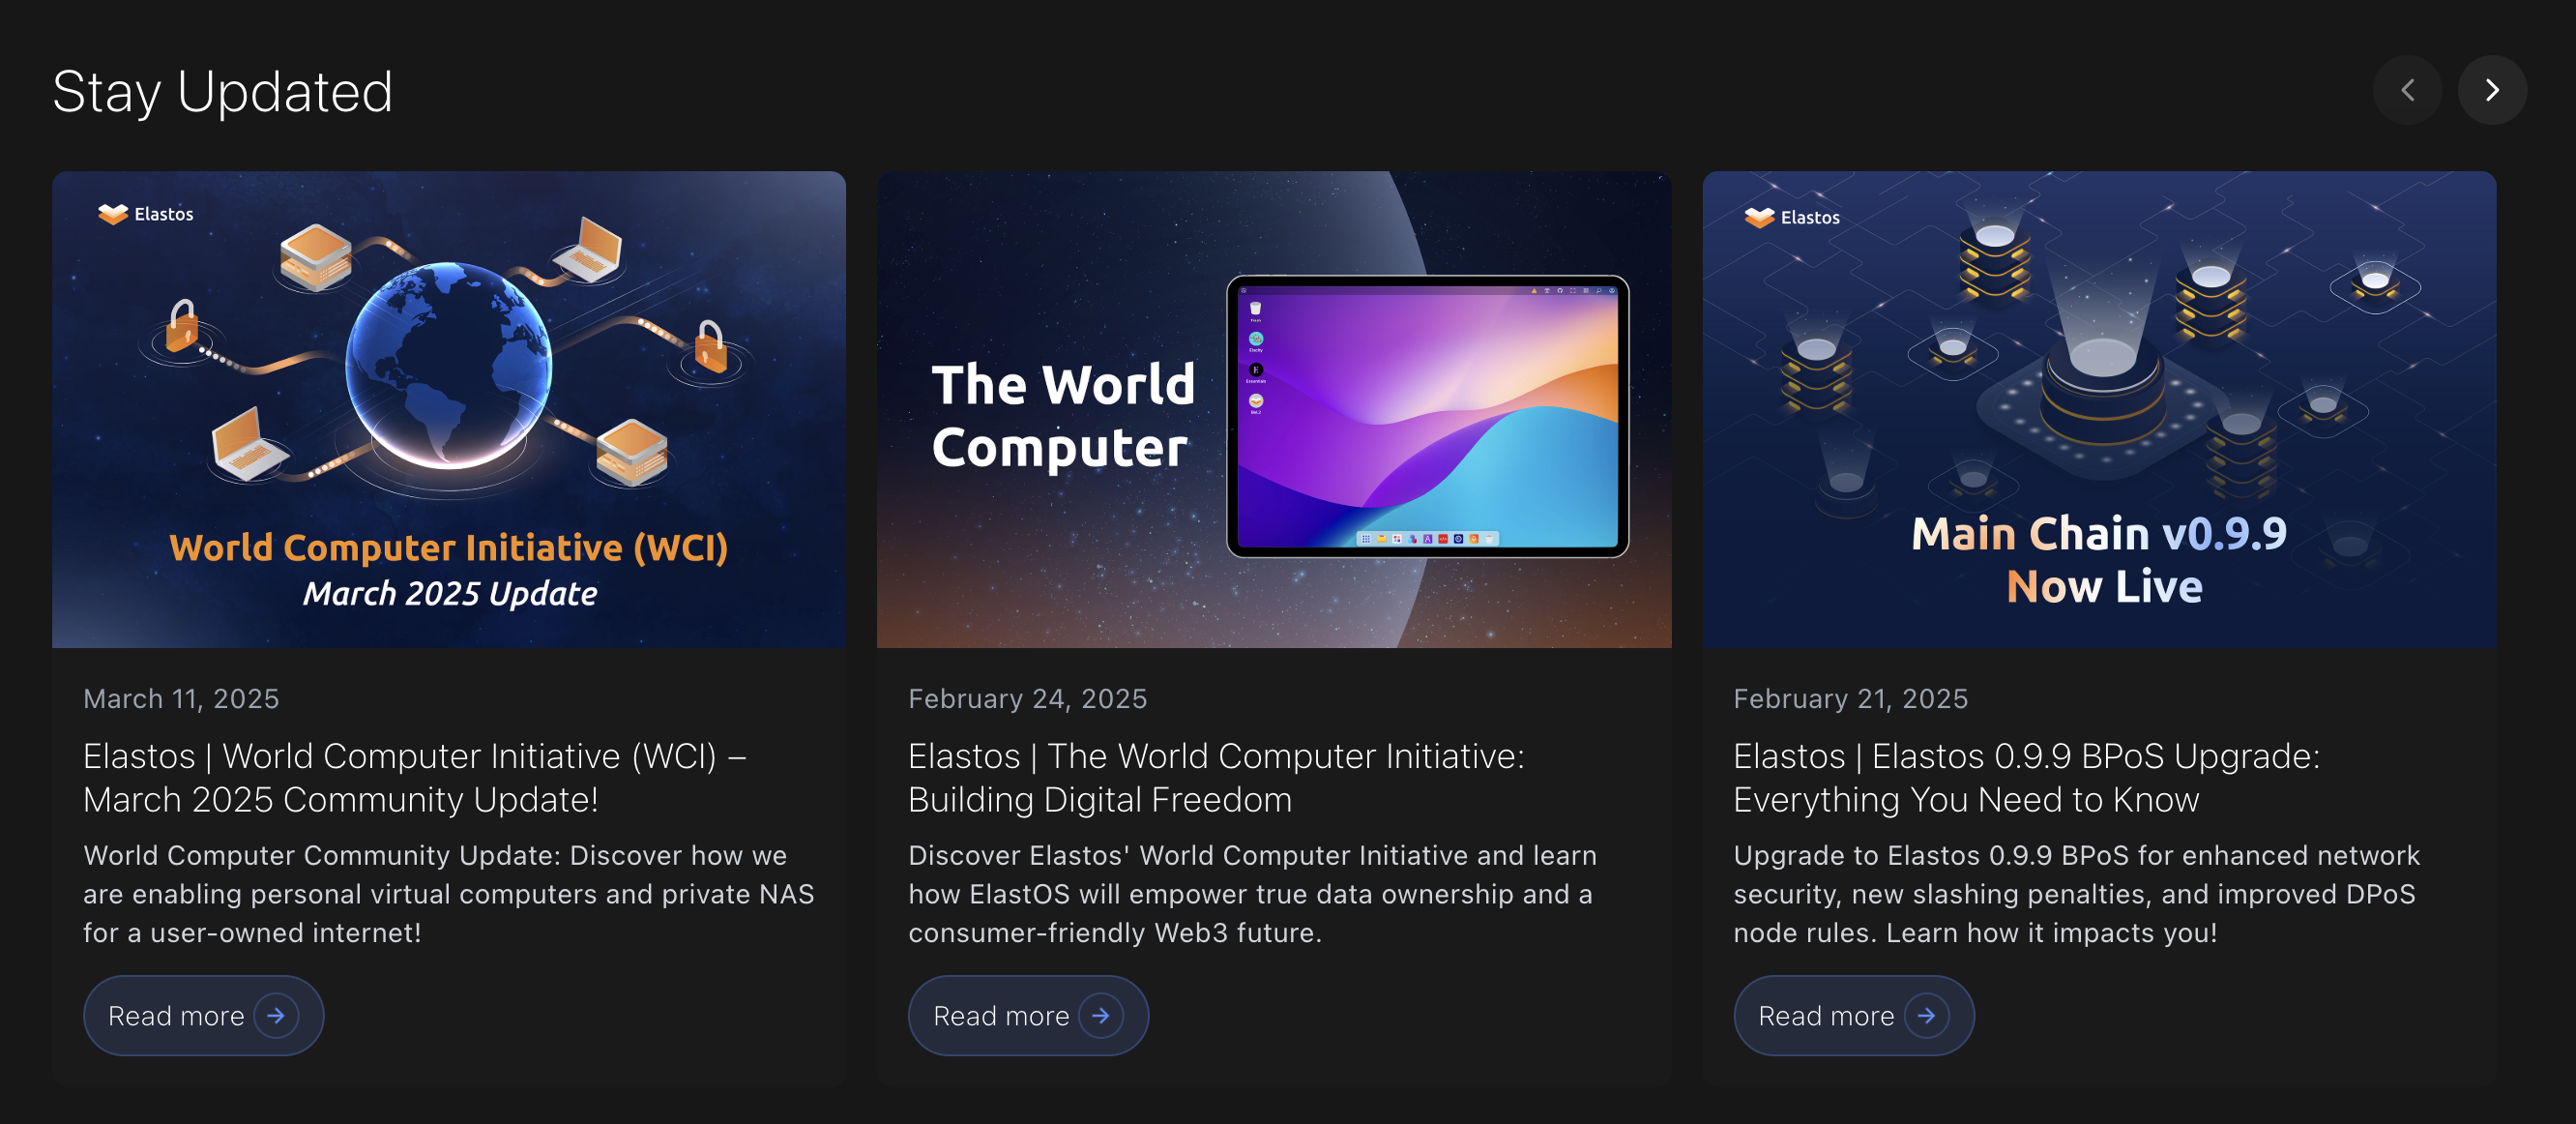 Stay Updated
Elastos
World Computer Initiative (WCI)
March 2025 Update
March 11, 2025
Elastos | World Computer Initiative (WCI) –
March 2025 Community Update!
World Computer Community Update: Discover how we
are enabling personal virtual computers and private NAS
for a user-owned internet!
Read more
The World
Computer
February 24, 2025
Elastos | The World Computer Initiative:
Building Digital Freedom
Discover Elastos' World Computer Initiative and learn
how ElastOS will empower true data ownership and a
consumer-friendly Web3 future.
Read more
Elastos
Main Chain v0.9.9
Now Live
February 21, 2025
Elastos | Elastos 0.9.9 BPoS Upgrade:
Everything You Need to Know
Upgrade to Elastos 0.9.9 BPoS for enhanced network
security, new slashing penalties, and improved DPoS
node rules. Learn how it impacts you!
Read more